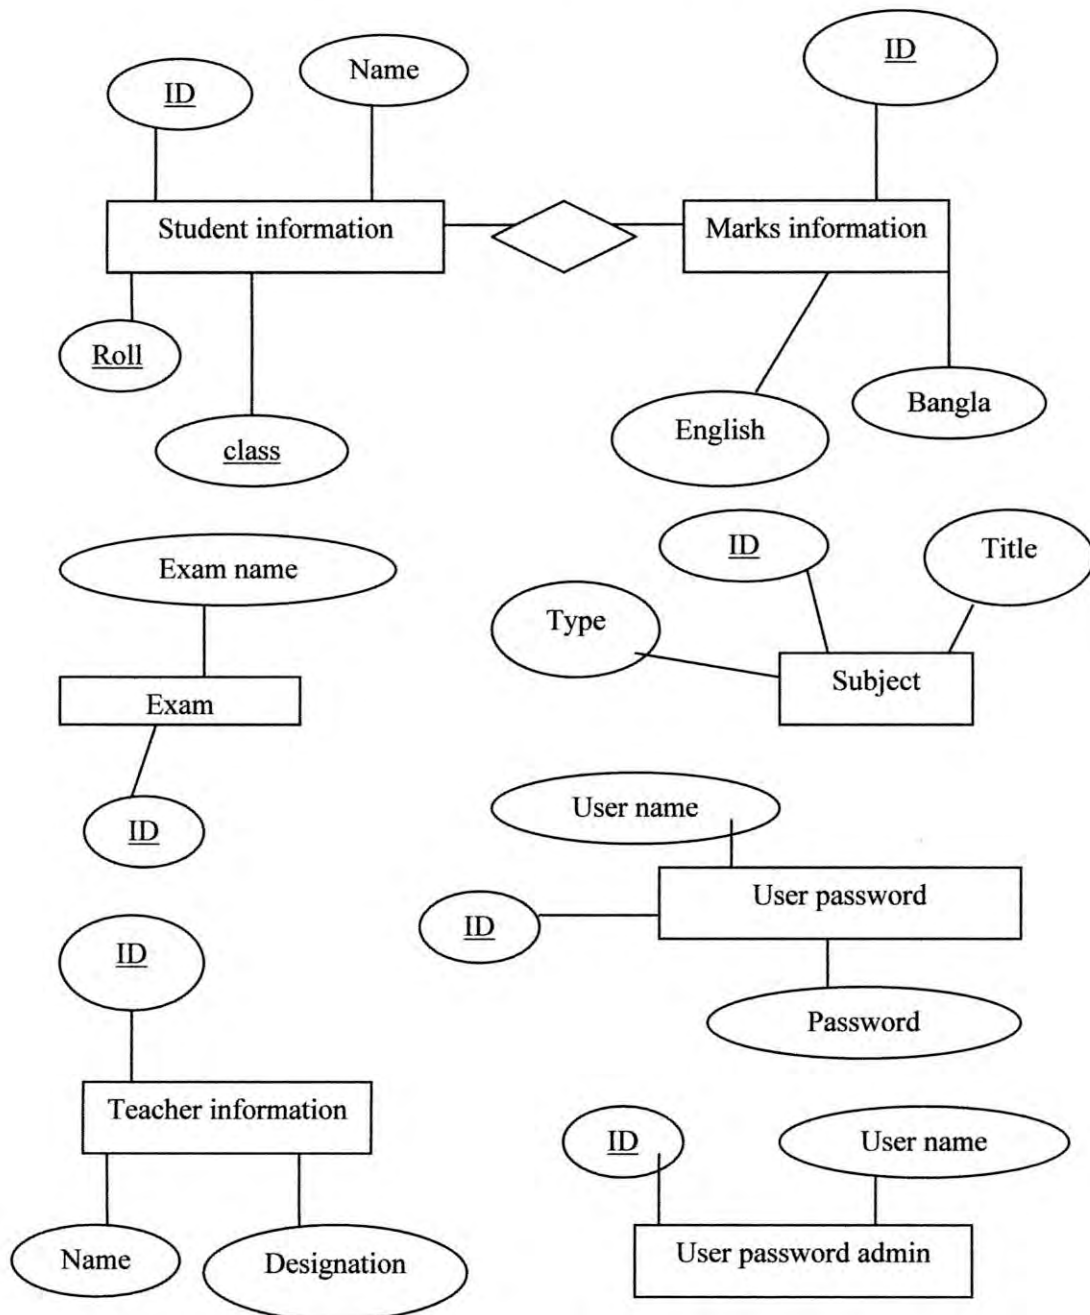 ID
Name
ID
Student information
Marks information
Roll
class
English
Bangla
Exam name
ID
Title
Type
Subject
Exam
ID
User name
User password
ID
ID
Password
Teacher information
ID
User name
Name
Designation
User password admin